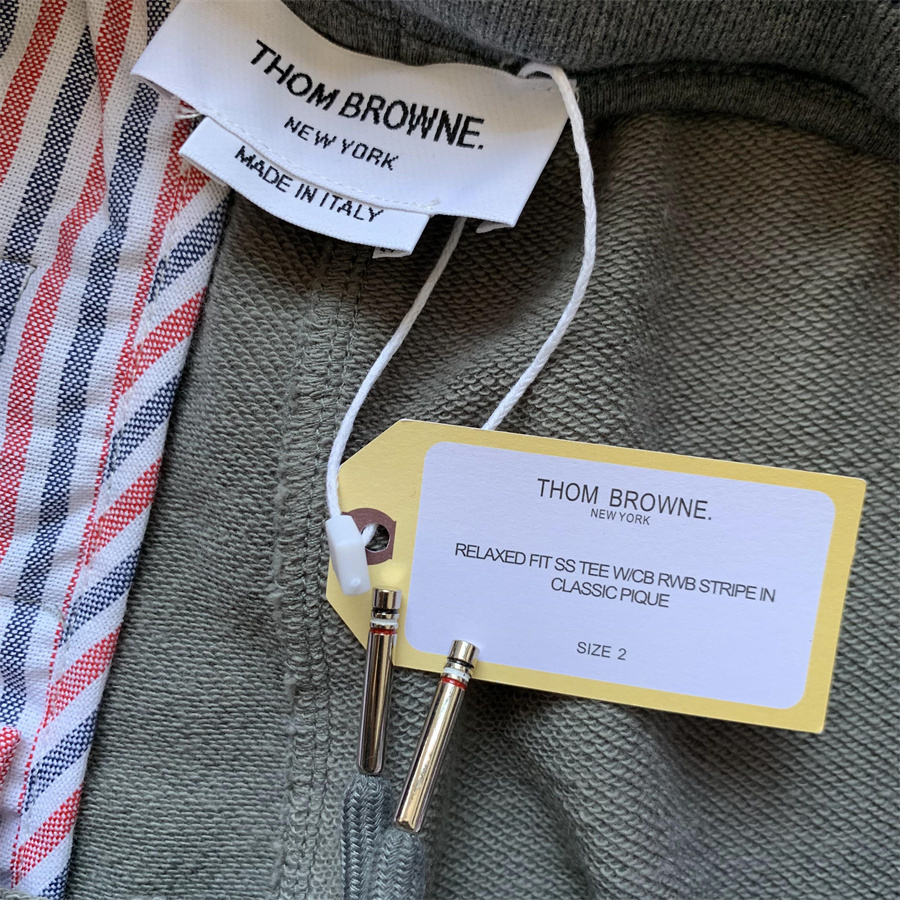 THOM BROWNE.
NEW YORK
MADE IN ITALY
THOM BROWNE.
NEW YORK
RELAXED FIT SS TEE W/CB RWB STRIPE IN
CLASSIC PIQUE
SIZE 2